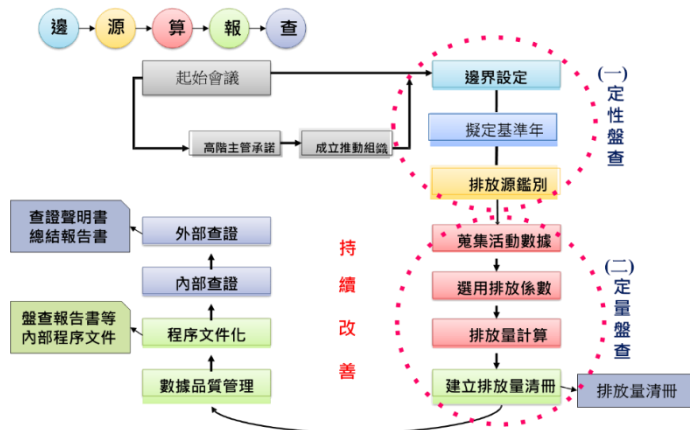 邊 源 算 報 查
起始會議
高階主管承諾
成立推動組織
邊界設定
擬定基準年
排放源鑑別
(一)定性盤查
蒐集活動數據
選用排放係數
排放量計算
建立排放量清冊
排放量清冊
(二)定量盤查
持續改善
數據品質管理
程序文件化
盤查報告書等
內部程序文件
內部查證
外部查證
查證聲明書
總結報告書